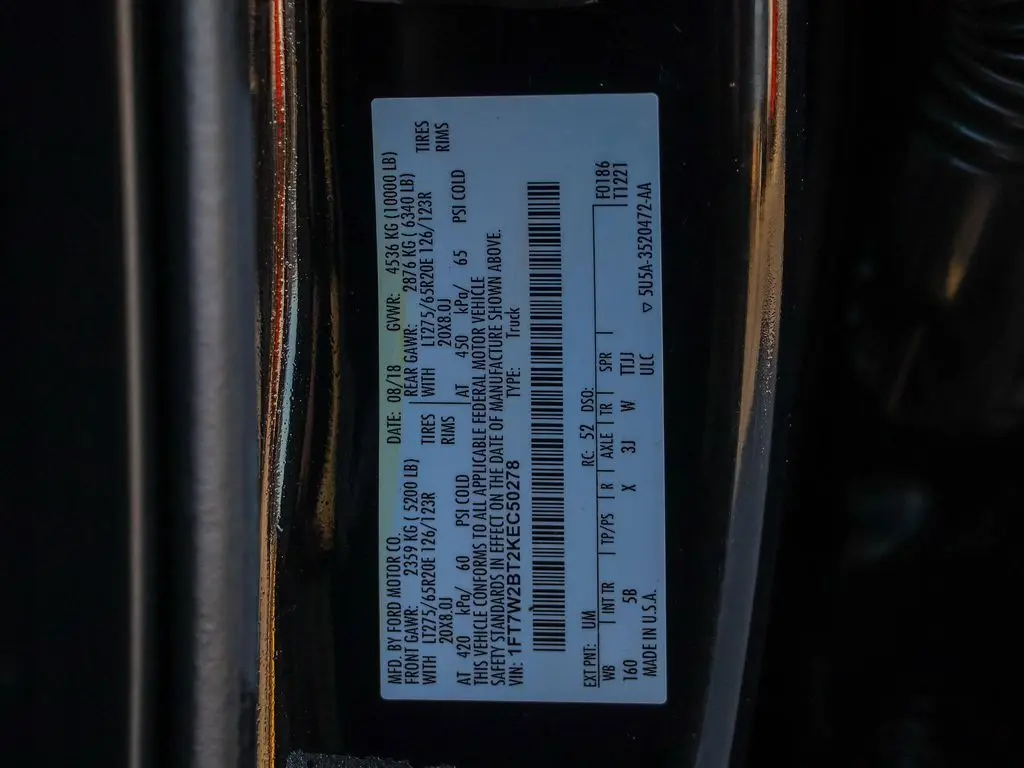 MFD. BY FORD MOTOR CO. DATE: 08/18 GVWR: 4536 KG (10000 LB)
FRONT GAWR: 2359 KG ( 5200 LB) REAR GAWR: 2876 KG ( 6340 LB)
WITH LT275/65R20E 126/123R TIRES WITH LT275/65R20E 126/123R TIRES
20X8.0J RIMS 20X8.0J RIMS
AT 420 kPa/ 60 PSI COLD AT 450 kPa/ 65 PSI COLD
THIS VEHICLE CONFORMS TO ALL APPLICABLE FEDERAL MOTOR VEHICLE
SAFETY STANDARDS IN EFFECT ON THE DATE OF MANUFACTURE SHOWN ABOVE.
VIN: 1FT7W2BT2KEC50278 TYPE: Truck
EXT PNT: UM RC: 52 DSO:
WB INT TR TP/PS R AXLE TR SPR F0186
160 5B X 3J W TTJJ T1221
MADE IN U.S.A. ULC ▽ 5U5A-3520472-AA